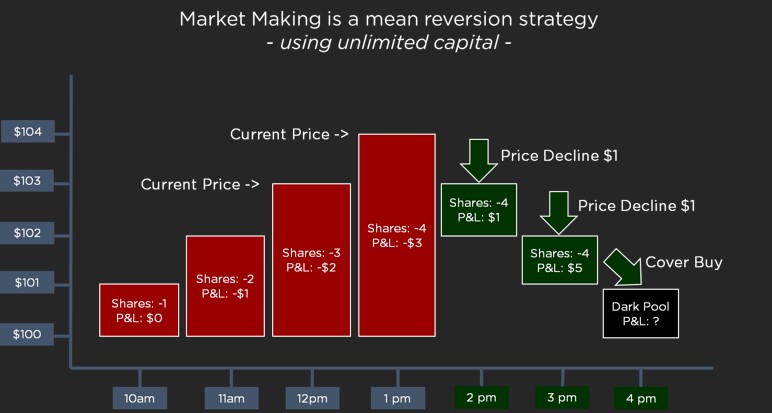 Market Making is a mean reversion strategy
- using unlimited capital -
$104
Current Price ->
Price Decline $1
$103
Current Price ->
Shares: -4
P&L: $1
Price Decline $1
$102
Shares: -4
P&L: -$3
Shares: -3
P&L: -$2
Shares: -4
P&L: $5
Cover Buy
$101
Shares: -2
P&L: -$1
Shares: -1
P&L: $0
Dark Pool
P&L: ?
$100
10am
11am
12pm
1 pm
2 pm
3 pm
4 pm